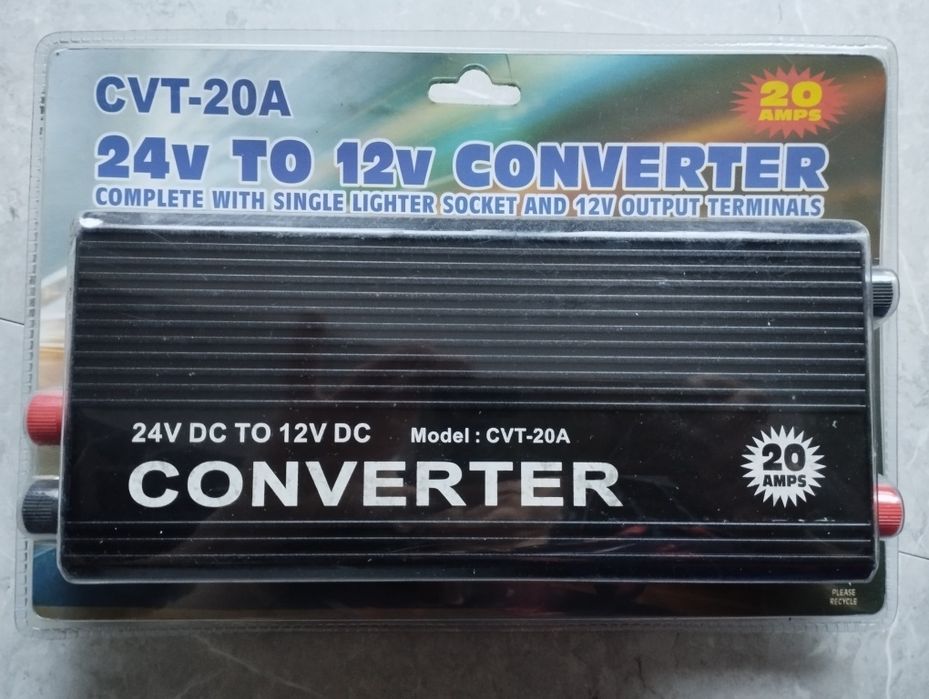 CVT-20A
20
AMPS
24v TO 12v CONVERTER
COMPLETE WITH SINGLE LIGHTER SOCKET AND 12V OUTPUT TERMINALS
24V DC TO 12V DC Model : CVT-20A
CONVERTER
20
AMPS
PLEASE
RECYCLE